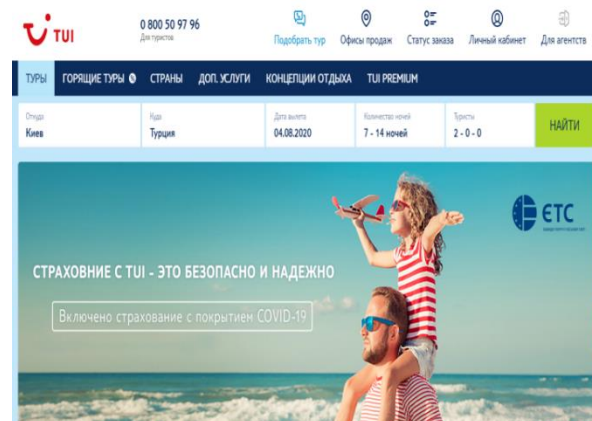 TUI
0 800 50 97 96
Для туристов
Подобрать тур
Офисы продаж
Статус заказа
Личный кабинет
Для агентств
ТУРЫ ГОРЯЩИЕ ТУРЫ СТРАНЫ ДОП. УСЛУГИ КОНЦЕПЦИИ ОТДЫХА TUI PREMIUM
Откуда
Киев
Куда
Турция
Дата вылета
04.08.2020
Количество ночей
7 - 14 ночей
Туристы
2 - 0 - 0
НАЙТИ
ЄТС
СТРАХОВНИЕ С TUI - ЭТО БЕЗОПАСНО И НАДЕЖНО
Включено страхование с покрытием COVID-19